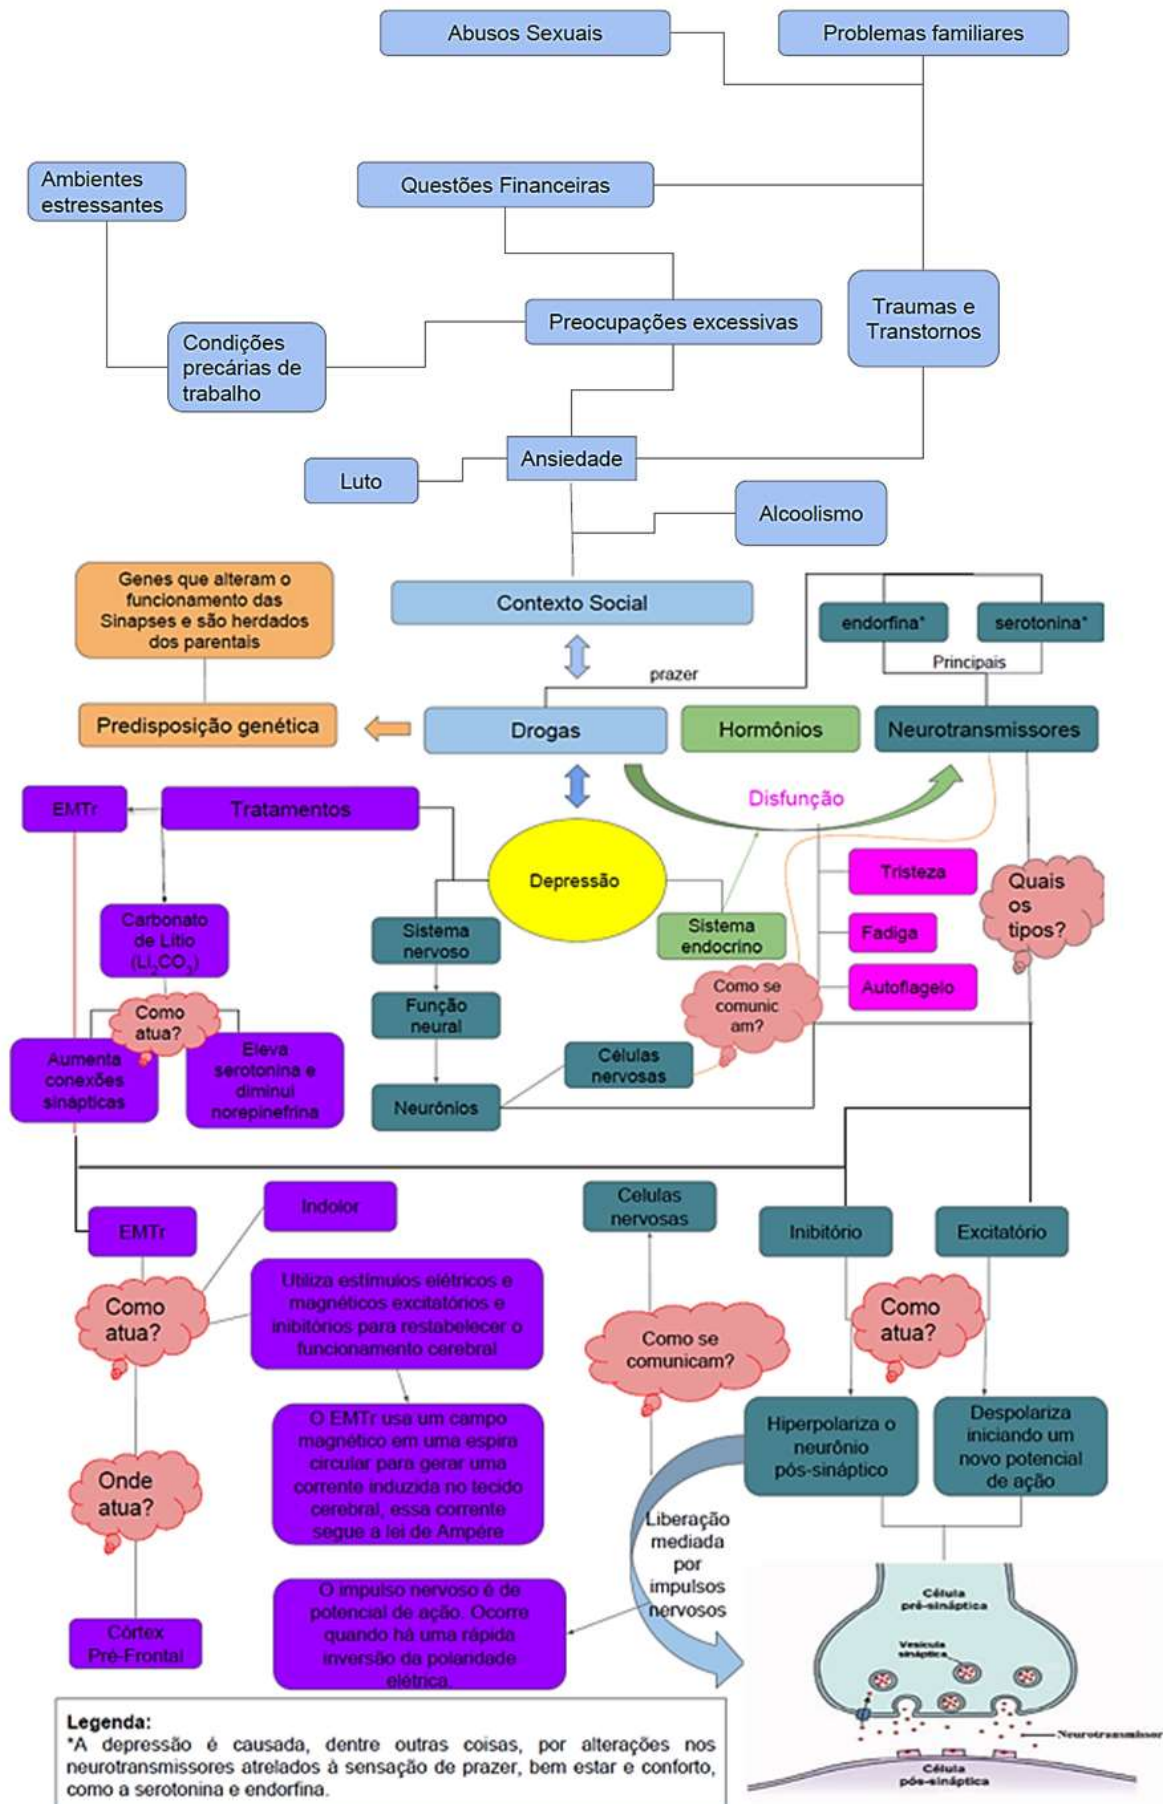 Abusos Sexuais
Problemas familiares
Ambientes
estressantes
Questões Financeiras
Traumas e
Transtornos
Preocupações excessivas
Condições
precárias de
trabalho
Ansiedade
Luto
Alcoolismo
Genes que alteram o
funcionamento das
Sinapses e são herdados
dos parentais
Contexto Social
endorfina*
serotonina*
Principais
prazer
Predisposição genética
Drogas
Hormônios
Neurotransmissores
EMTr
Tratamentos
Disfunção
Depressão
Tristeza
Quais
os
tipos?
Carbonato
de Lítio
(LI2CO3)
Sistema
nervoso
Sistema
endocrino
Fadiga
Autoflagelo
Como se
comunic
am?
Como
atua?
Função
neural
Aumenta
conexões
sinápticas
Eleva
serotonina e
diminui
norepinefrina
Células
nervosas
Neurônios
Indolor
Celulas
nervosas
EMTr
Inibitório
Excitatório
Como
atua?
Utiliza estímulos elétricos e
magnéticos excitatórios e
inibitórios para restabelecer o
funcionamento cerebral
Como se
comunicam?
Como
atua?
O EMTr usa um campo
magnético em uma espira
circular para gerar uma
corrente induzida no tecido
cerebral, essa corrente
segue a lei de Ampére
Hiperpolariza o
neurônio
pós-sináptico
Despolariza
iniciando um
novo potencial
de ação
Onde
atua?
Liberação
mediada
por
impulsos
nervosos
O impulso nervoso é de
potencial de ação. Ocorre
quando há uma rápida
inversão da polaridade
elétrica.
Córtex
Pré-Frontal
Célula
pré-sináptica
Vesícula
sináptica
Neurotransmissor
Célula
pós-sináptica
Legenda:
*A depressão é causada, dentre outras coisas, por alterações nos
neurotransmissores atrelados à sensação de prazer, bem estar e conforto,
como a serotonina e endorfina.